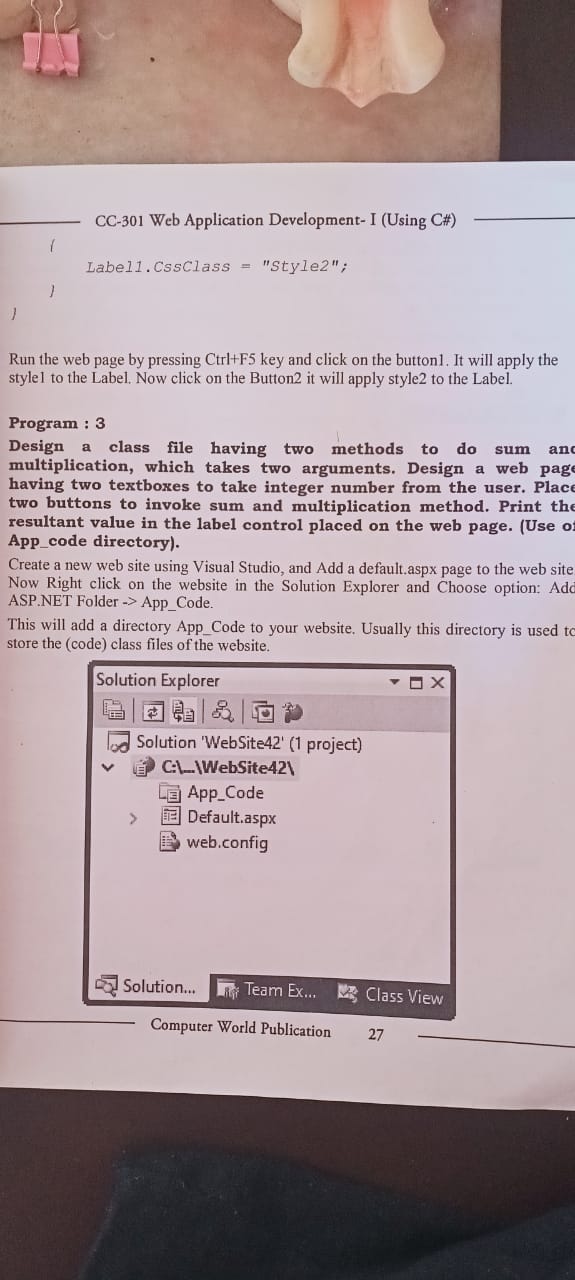 CC-301 Web Application Development- I (Using C#)
{
Label1.CssClass = "Style2";
}
}
Run the web page by pressing Ctrl+F5 key and click on the button1. It will apply the
style1 to the Label. Now click on the Button2 it will apply style2 to the Label.
Program : 3
Design a class file having two methods to do sum and
multiplication, which takes two arguments. Design a web page
having two textboxes to take integer number from the user. Place
two buttons to invoke sum and multiplication method. Print the
resultant value in the label control placed on the web page. (Use of
App_code directory).
Create a new web site using Visual Studio, and Add a default.aspx page to the web site
Now Right click on the website in the Solution Explorer and Choose option: Add
ASP.NET Folder -> App_Code.
This will add a directory App_Code to your website. Usually this directory is used to
store the (code) class files of the website.
Solution Explorer
Solution 'WebSite42' (1 project)
C:\...\WebSite42\
App_Code
Default.aspx
web.config
Solution... Team Ex... Class View
Computer World Publication 27